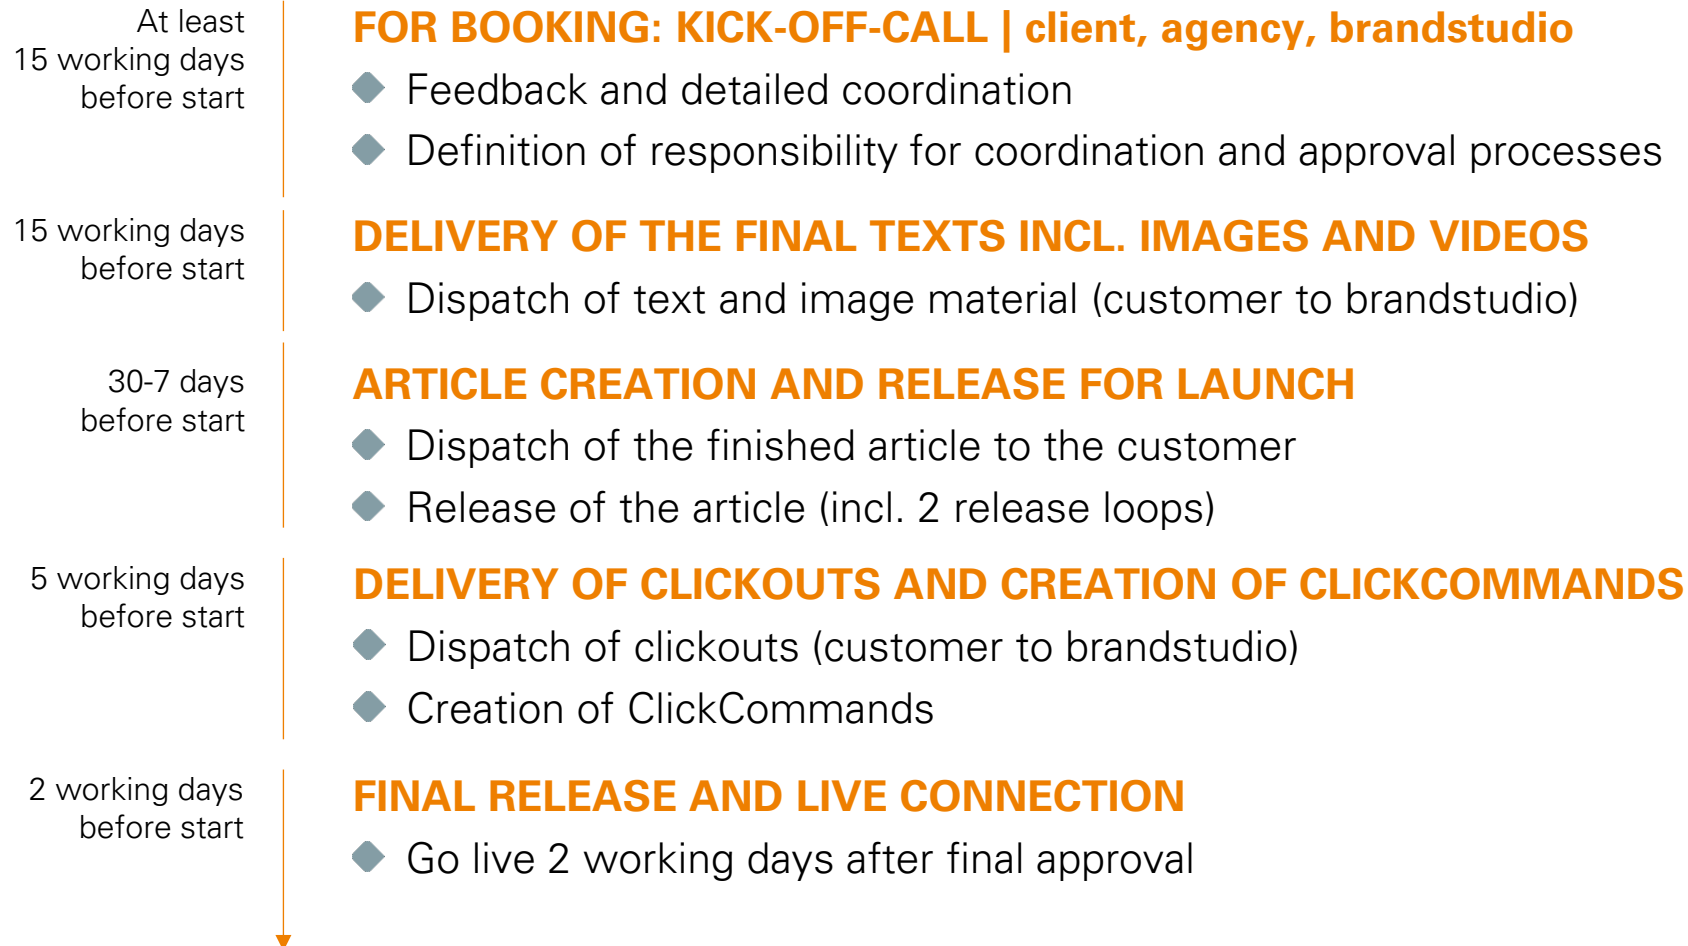 At least
15 working days
before start
FOR BOOKING: KICK-OFF-CALL | client, agency, brandstudio
Feedback and detailed coordination
Definition of responsibility for coordination and approval processes
15 working days
before start
DELIVERY OF THE FINAL TEXTS INCL. IMAGES AND VIDEOS
Dispatch of text and image material (customer to brandstudio)
30-7 days
before start
ARTICLE CREATION AND RELEASE FOR LAUNCH
Dispatch of the finished article to the customer
Release of the article (incl. 2 release loops)
5 working days
before start
DELIVERY OF CLICKOUTS AND CREATION OF CLICKCOMMANDS
Dispatch of clickouts (customer to brandstudio)
Creation of ClickCommands
2 working days
before start
FINAL RELEASE AND LIVE CONNECTION
Go live 2 working days after final approval